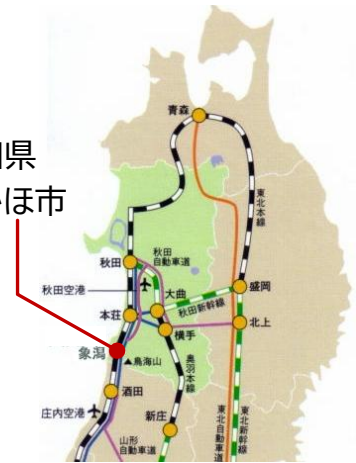 青森
田県
かほ市
東北本線
秋田
秋田
自動車道
秋田空港
大曲
盛岡
秋田新幹線
本荘
横手
北上
象潟
▲鳥海山
奥羽本線
酒田
庄内空港
新庄
山形
自動車道
東北自動車道
東北新幹線